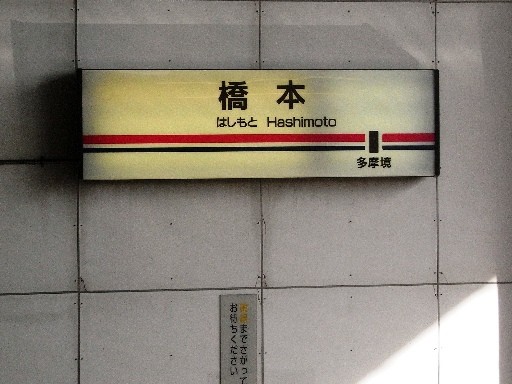 橋本
はしもと Hashimoto
多摩境
までさがって
お待ちください